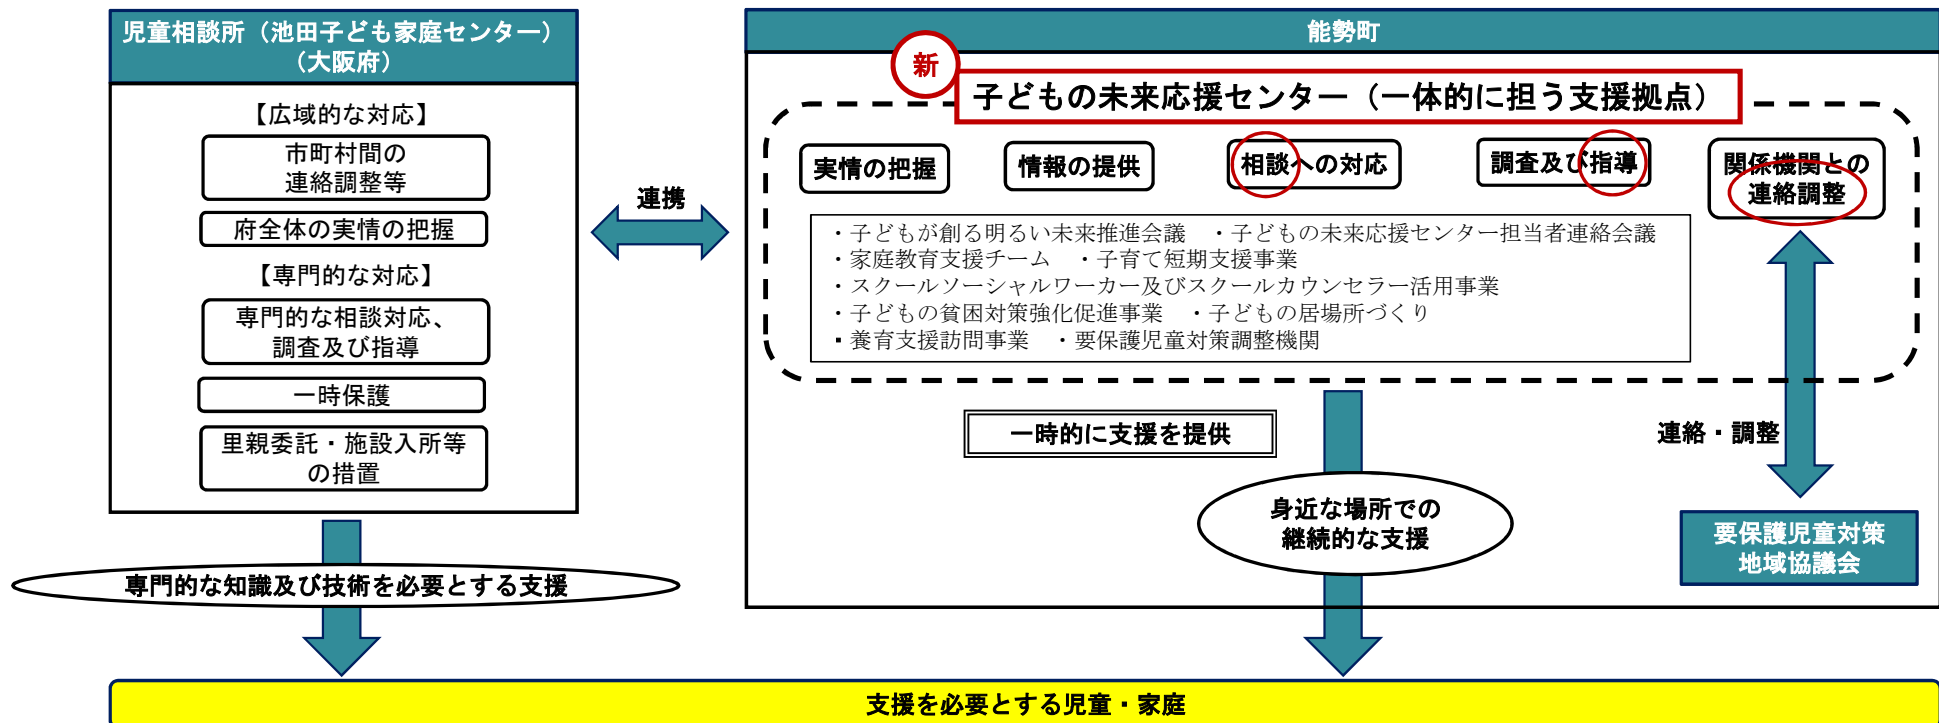 児童相談所（池田子ども家庭センター）
（大阪府）
【広域的な対応】
市町村間の
連絡調整等
府全体の実情の把握
【専門的な対応】
専門的な相談対応、
調査及び指導
一時保護
里親委託・施設入所等
の措置
専門的な知識及び技術を必要とする支援
連携
能勢町
新
子どもの未来応援センター（一体的に担う支援拠点）
実情の把握
情報の提供
相談への対応
調査及び指導
関係機関との
連絡調整
・子どもが創る明るい未来推進会議　・子どもの未来応援センター担当者連絡会議
・家庭教育支援チーム　・子育て短期支援事業
・スクールソーシャルワーカー及びスクールカウンセラー活用事業
・子どもの貧困対策強化促進事業　・子どもの居場所づくり
・養育支援訪問事業　・要保護児童対策調整機関
一時的に支援を提供
身近な場所での
継続的な支援
連絡・調整
要保護児童対策
地域協議会
支援を必要とする児童・家庭